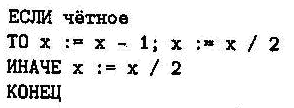 ЕСЛИ чётное
ТО x := x - 1; x := x / 2
ИНАЧЕ x := x / 2
КОНЕЦ